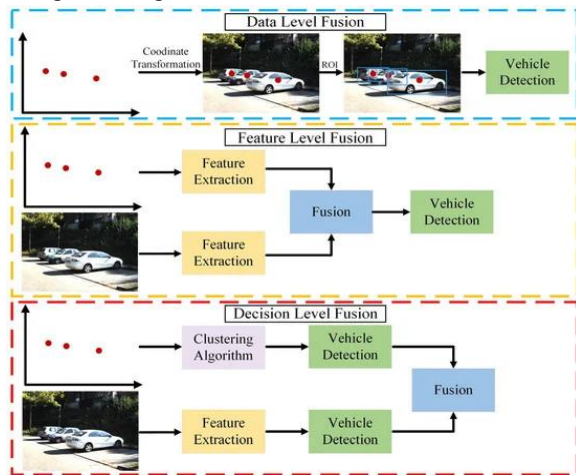 Data Level Fusion
Coordinate
Transformation
ROI
Vehicle
Detection
Feature Level Fusion
Feature
Extraction
Feature
Extraction
Fusion
Vehicle
Detection
Decision Level Fusion
Clustering
Algorithm
Vehicle
Detection
Feature
Extraction
Vehicle
Detection
Fusion